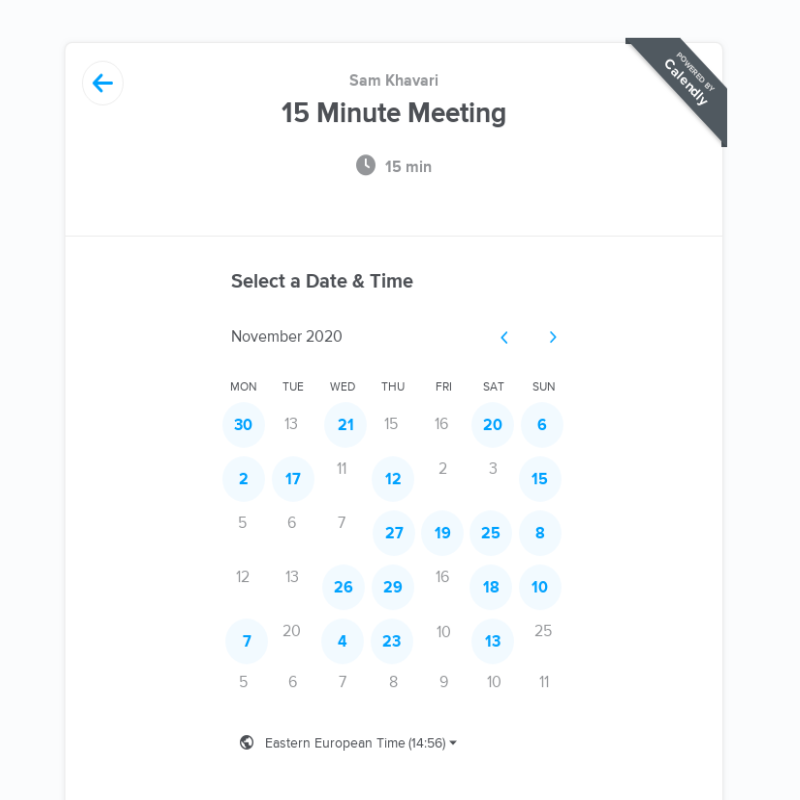 POWERED BY
Calendly
Sam Khavari
15 Minute Meeting
15 min
Select a Date & Time
November 2020
MON TUE WED THU FRI SAT SUN
30 13 21 15 16 20 6
2 17 11 12 2 3 15
5 6 7 27 19 25 8
12 13 26 29 16 18 10
7 20 4 23 10 13 25
5 6 7 8 9 10 11
Eastern European Time (14:56)